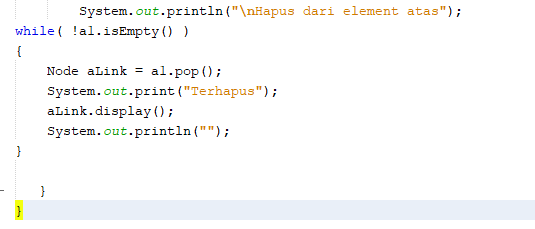 System.out.println("\nHapus dari element atas");
while( !al.isEmpty() )
{
Node aLink = al.pop();
System.out.print("Terhapus");
aLink.display();
System.out.println("");
}
}
}